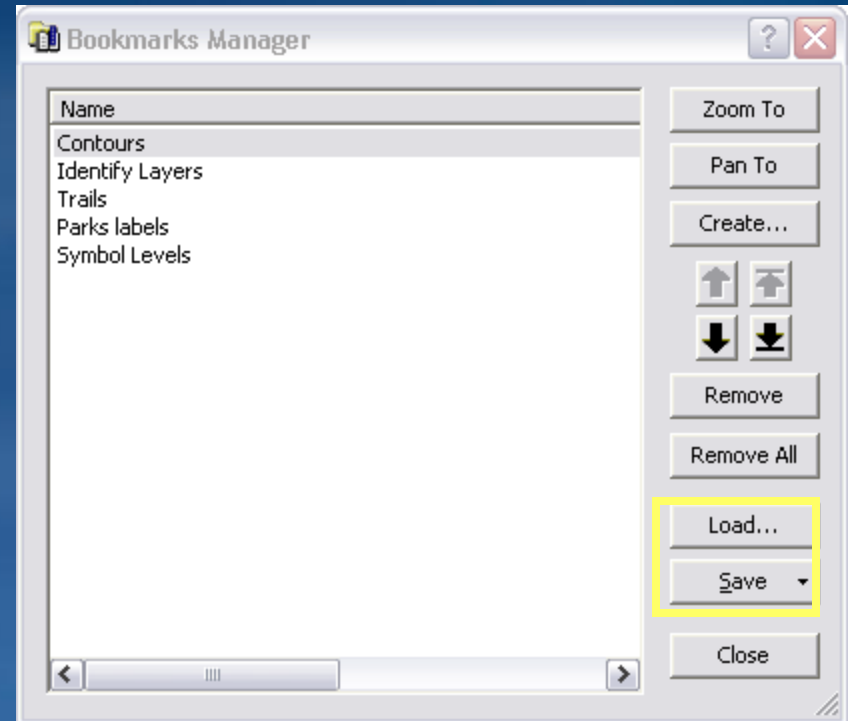 Bookmarks Manager
Name
Contours
Identify Layers
Trails
Parks labels
Symbol Levels
Zoom To
Pan To
Create...
Remove
Remove All
Load...
Save
Close